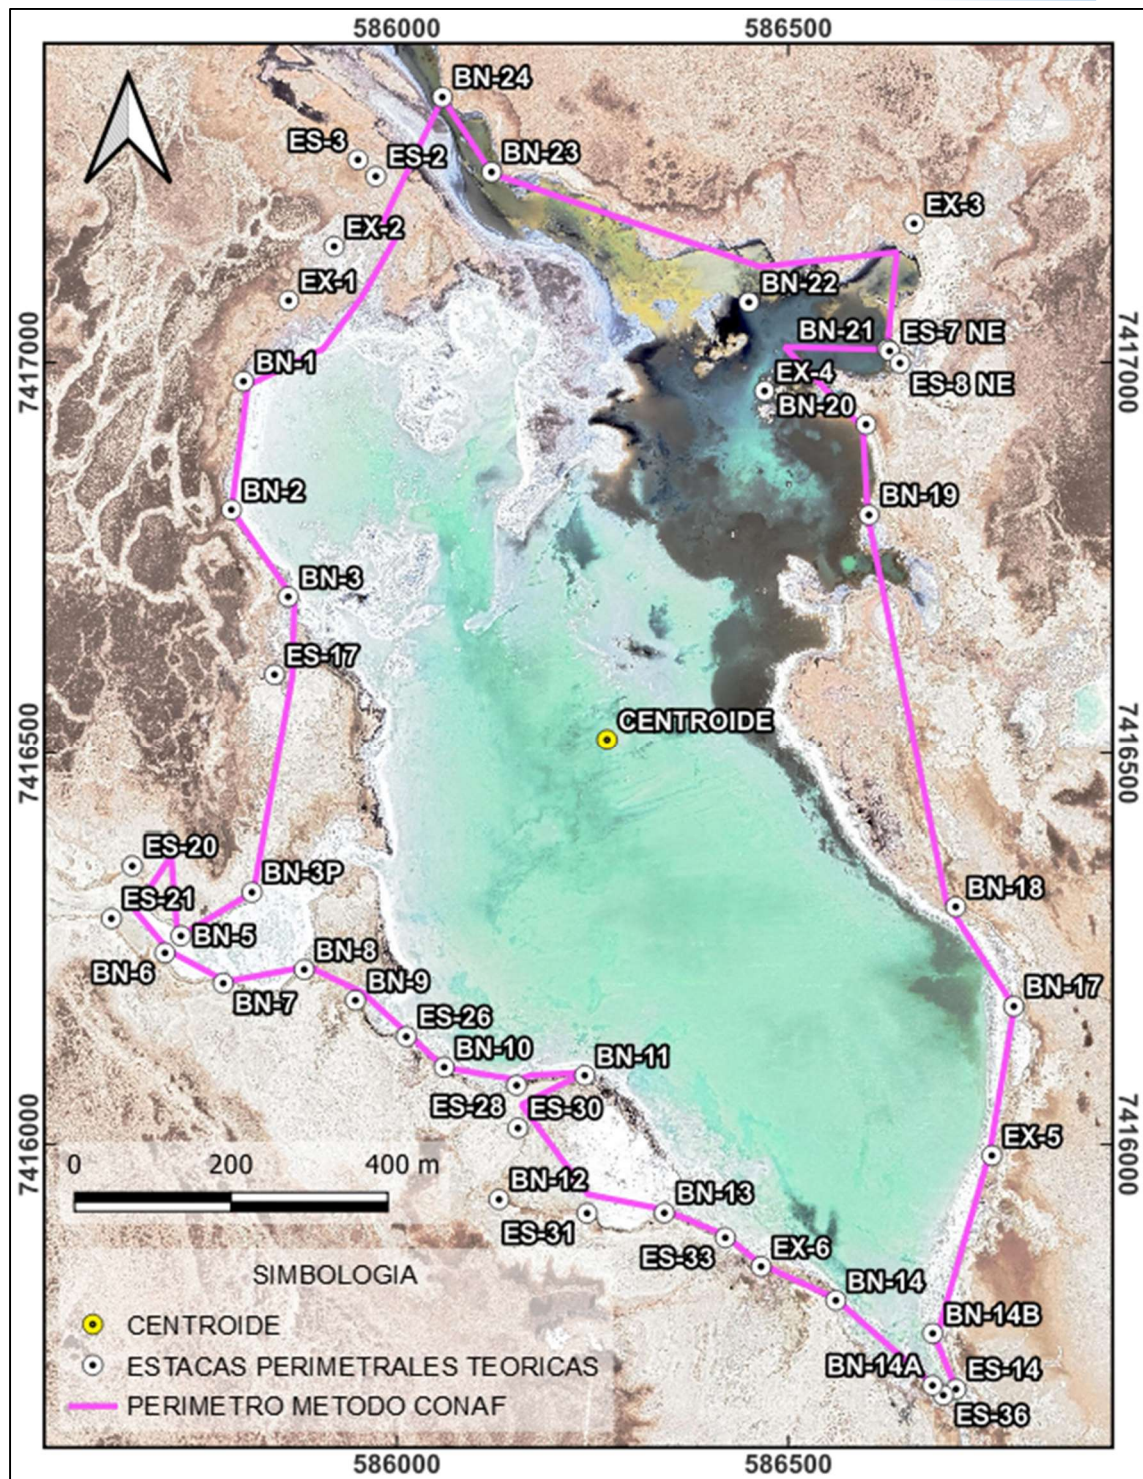 586000 586500
BN-24
ES-3
ES-2
BN-23
EX-3
EX-2
EX-1
BN-22
BN-21
ES-7 NE
7417000 7417000
BN-1
EX-4
ES-8 NE
BN-20
BN-2
BN-19
BN-3
ES-17
CENTROIDE
7416500 7416500
ES-20
BN-3P
ES-21
BN-18
BN-5
BN-6
BN-8
BN-7
BN-9
BN-17
ES-26
BN-10
BN-11
ES-28
ES-30
7416000 7416000
EX-5
0 200 400 m
BN-12
BN-13
ES-31
ES-33
EX-6
SIMBOLOGIA
BN-14
CENTROIDE
BN-14B
ESTACAS PERIMETRALES TEORICAS
BN-14A
ES-14
PERIMETRO METODO CONAF
ES-36
586000 586500